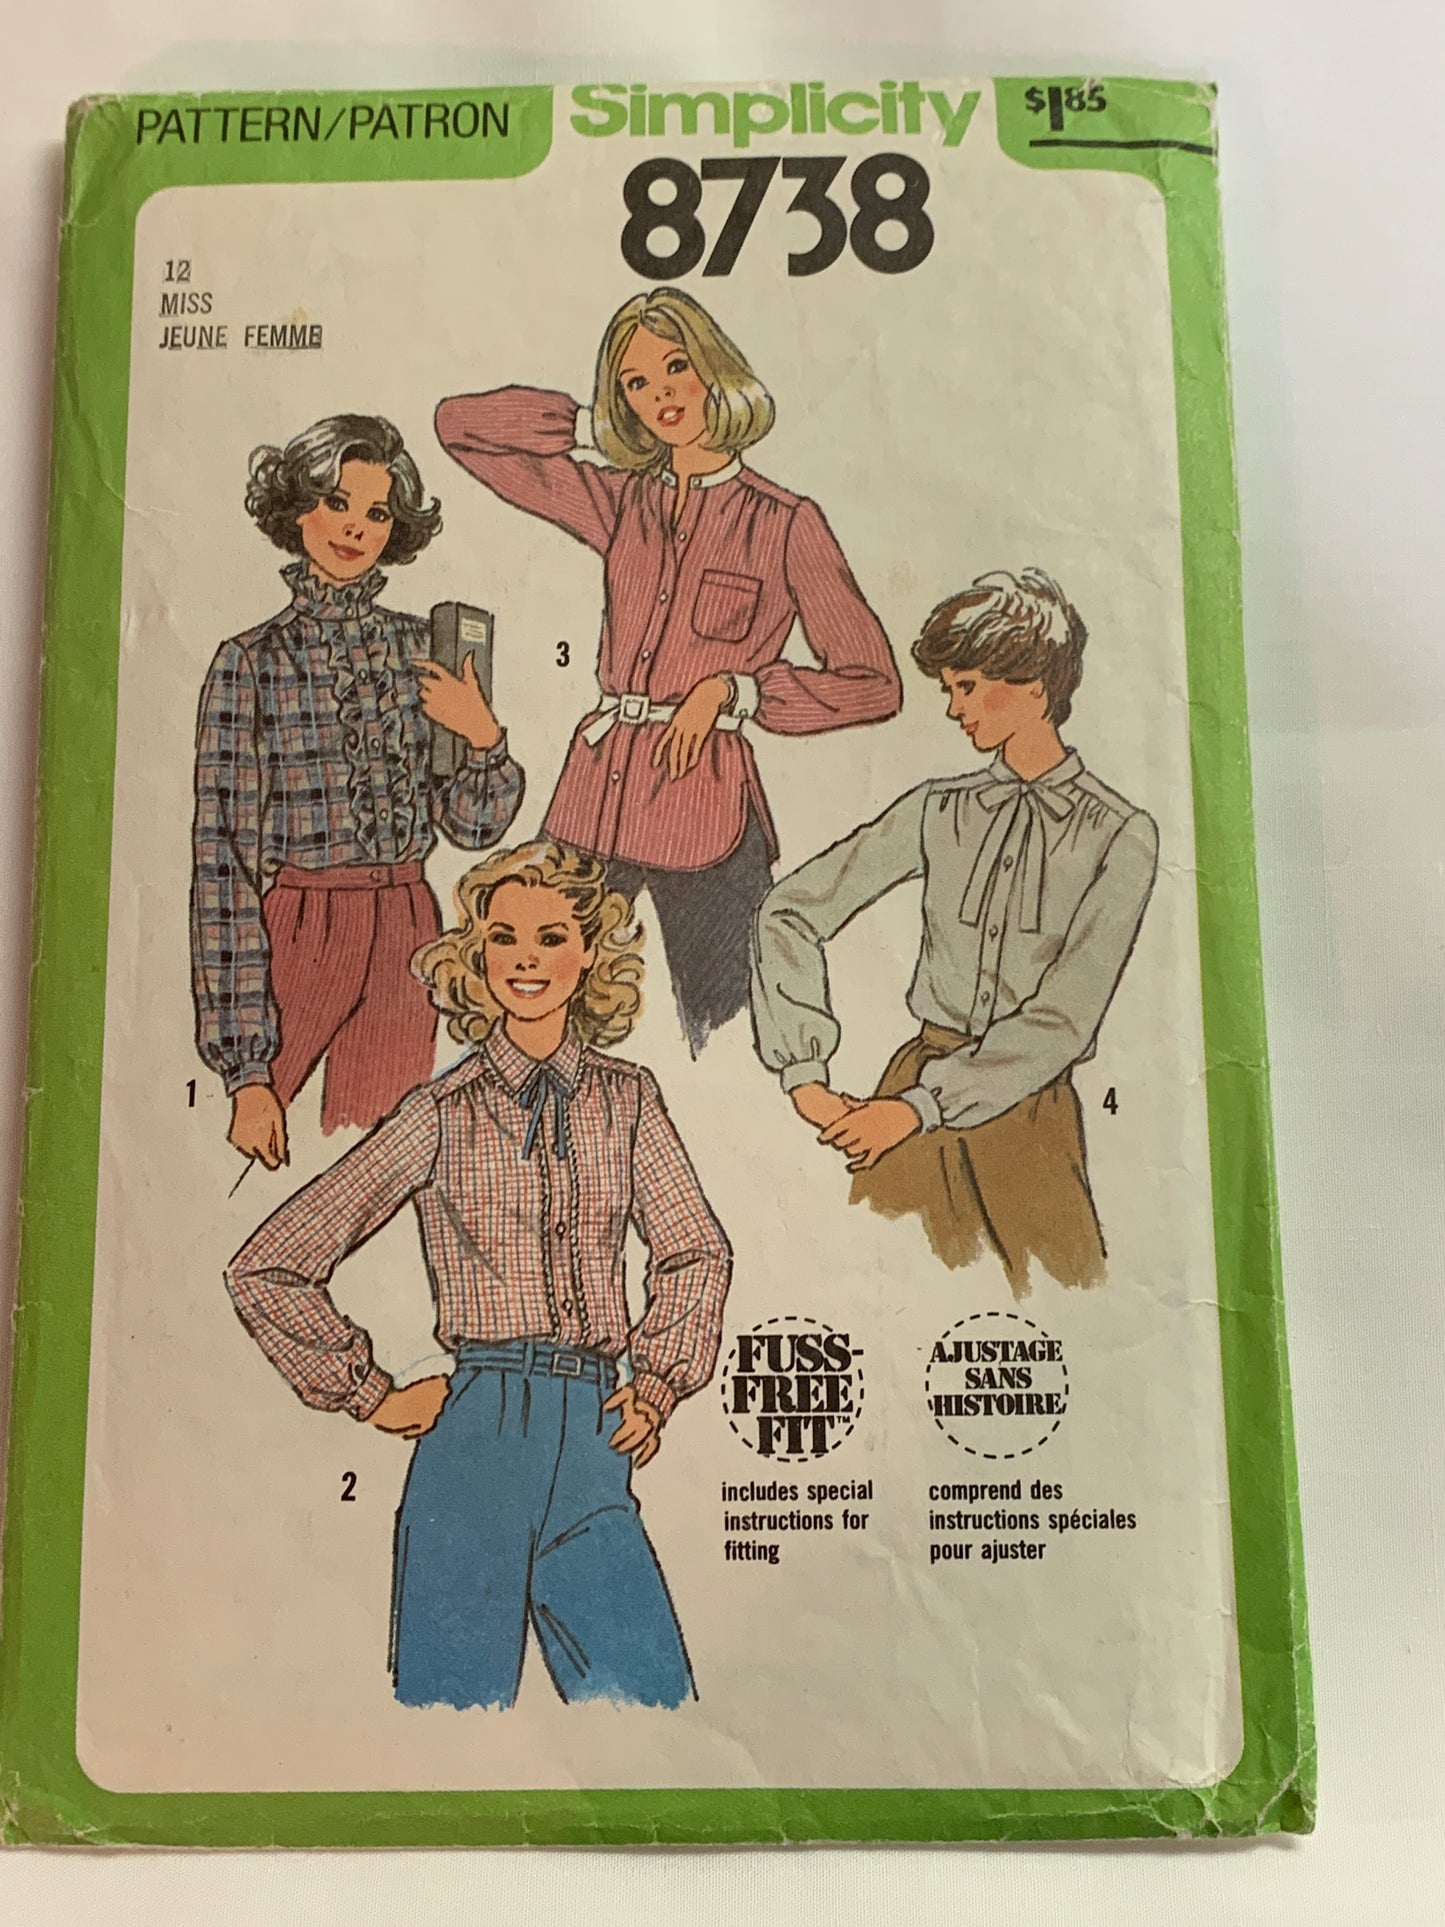 PATTERN/PATRON
Simplicity
$1.85
8738
12
MISS
JEUNE FEMME
3
1
4
2
FUSS-
FREE
FIT™
includes special
instructions for
fitting
AJUSTAGE
SANS
HISTOIRE
comprend des
instructions spéciales
pour ajuster